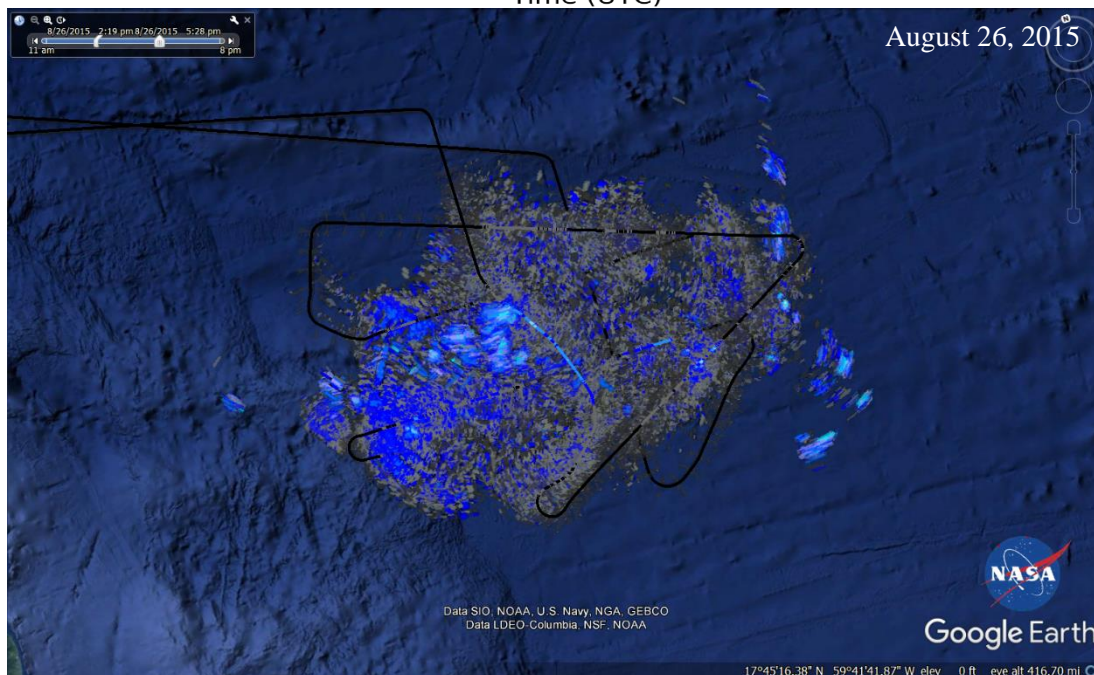 Time (UTC)
8/26/2015 2:19 pm 8/26/2015 5:28 pm
11 am 8 pm
August 26, 2015
N
NASA
Data SIO, NOAA, U.S. Navy, NGA, GEBCO
Data LDEO-Columbia, NSF, NOAA
Google Earth
17°45'16.38" N 59°41'41.87" W elev 0 ft eye alt 416.70 mi